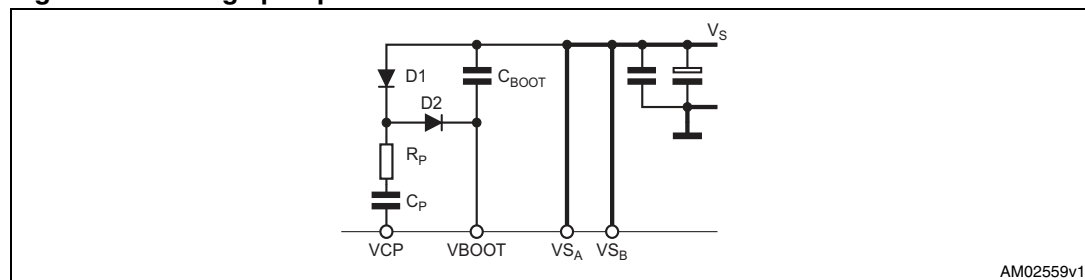 V_S
D1
C_BOOT
D2
R_P
C_P
VCP VBOOT VS_A VS_B
AM02559v1